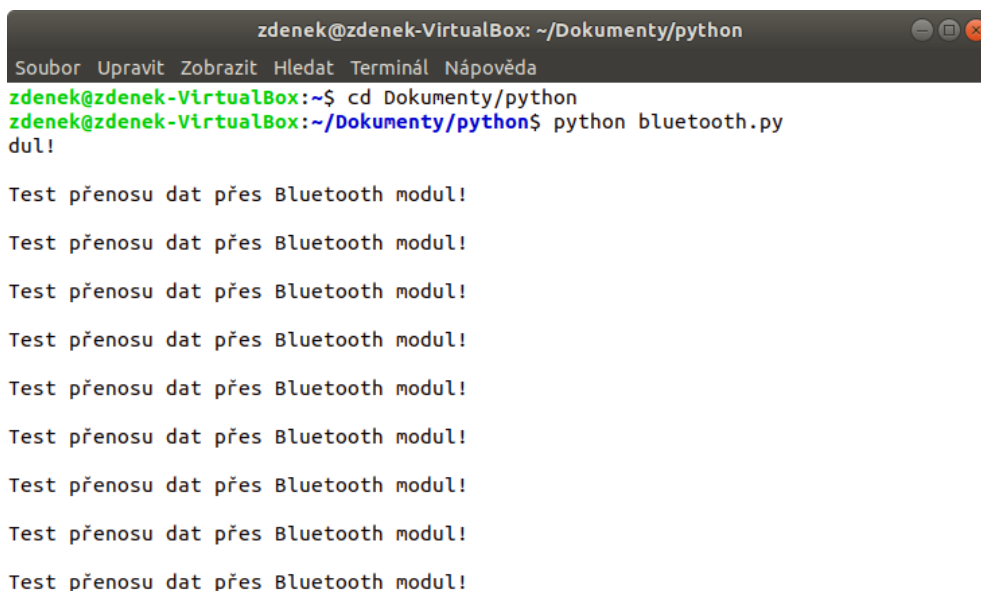 zdenek@zdenek-VirtualBox: ~/Dokumenty/python
Soubor Upravit Zobrazit Hledat Terminál Nápověda
zdenek@zdenek-VirtualBox:~$ cd Dokumenty/python
zdenek@zdenek-VirtualBox:~/Dokumenty/python$ python bluetooth.py
dul!
Test přenosu dat přes Bluetooth modul!
Test přenosu dat přes Bluetooth modul!
Test přenosu dat přes Bluetooth modul!
Test přenosu dat přes Bluetooth modul!
Test přenosu dat přes Bluetooth modul!
Test přenosu dat přes Bluetooth modul!
Test přenosu dat přes Bluetooth modul!
Test přenosu dat přes Bluetooth modul!
Test přenosu dat přes Bluetooth modul!